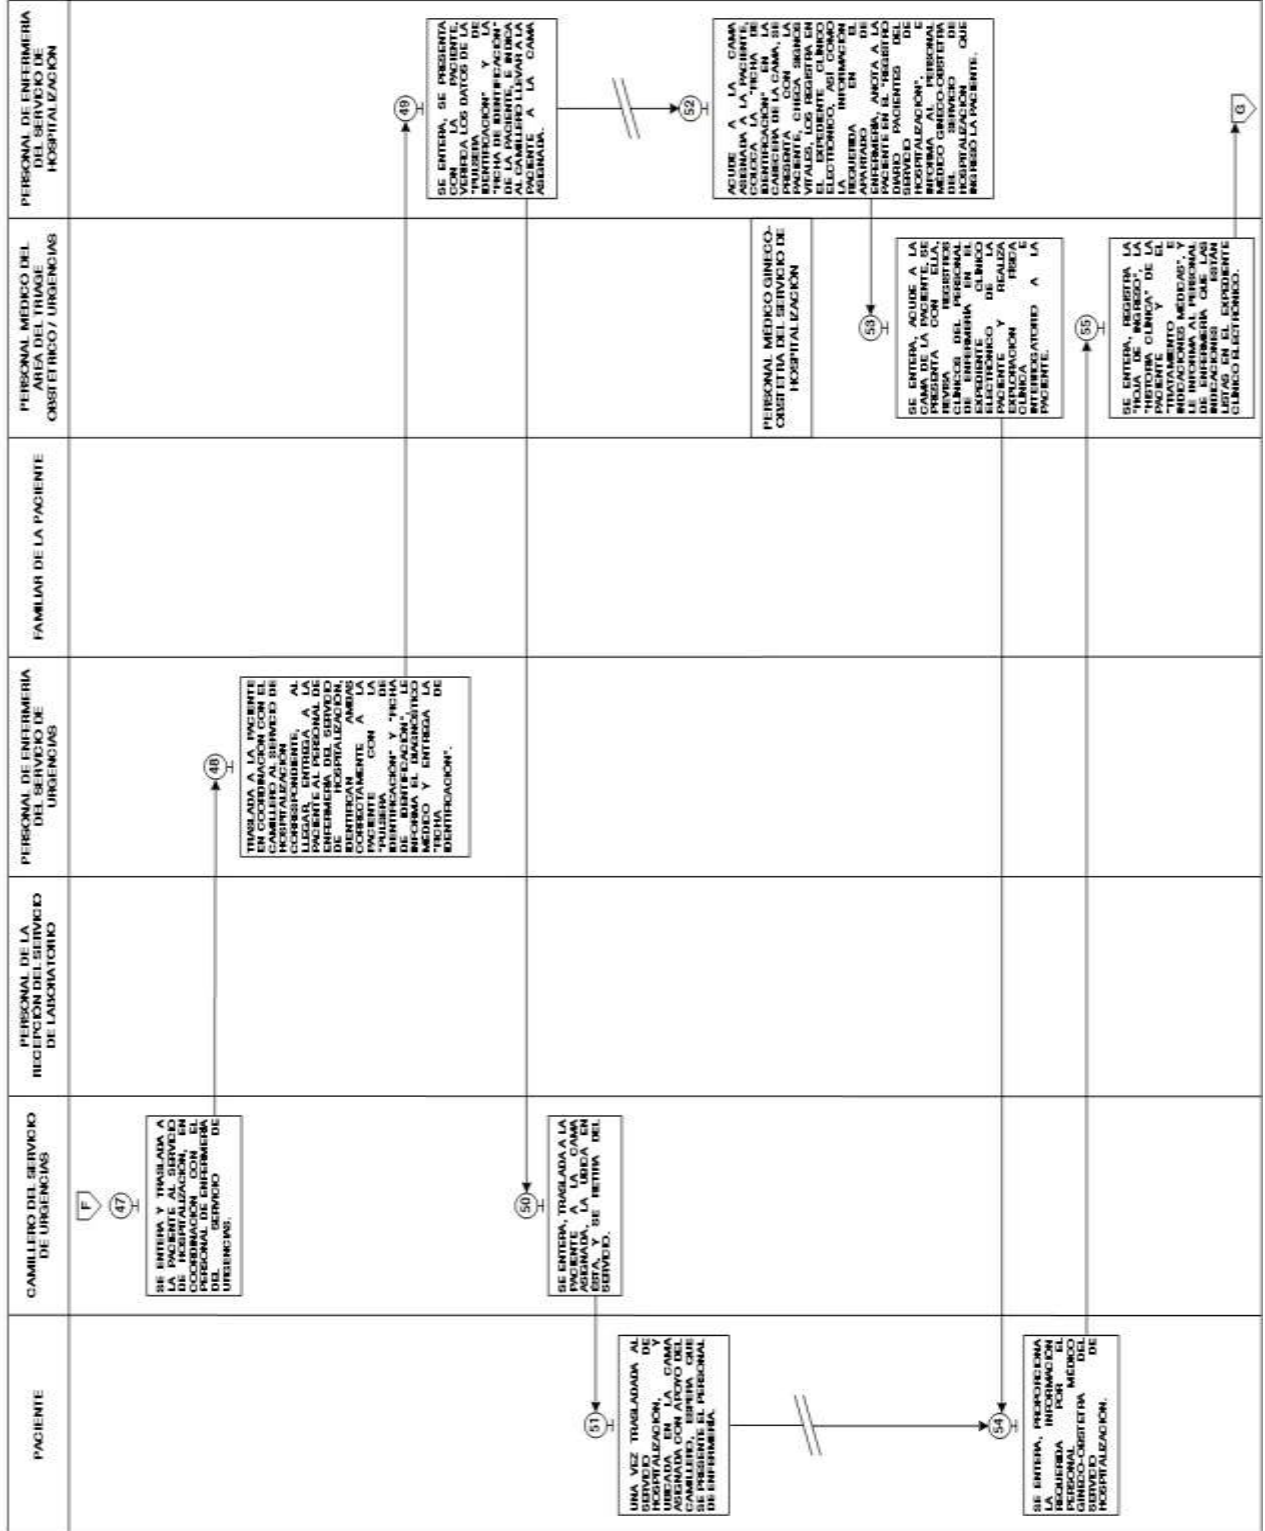 PACIENTE
CAMILLERO DEL SERVICIO
DE URGENCIAS
PERSONAL DE LA
RECEPCIÓN DEL SERVICIO
DE LABORATORIO
PERSONAL DE ENFERMERÍA
DEL SERVICIO DE
URGENCIAS
FAMILIAR DE LA PACIENTE
PERSONAL MÉDICO DEL
ÁREA DEL TRIAGE
OBSTÉTRICO / URGENCIAS
PERSONAL DE ENFERMERÍA
DEL SERVICIO DE
HOSPITALIZACIÓN
F
47
SE ENTERA Y TRASLADA A
LA PACIENTE AL SERVICIO
DE HOSPITALIZACIÓN, EN
COORDINACIÓN CON EL
PERSONAL DE ENFERMERÍA
DEL SERVICIO DE
URGENCIAS.
48
TRASLADA A LA PACIENTE
EN COORDINACIÓN CON EL
CAMILLERO AL SERVICIO DE
HOSPITALIZACIÓN
CORRESPONDIENTE, AL
LLEGAR, ENTREGA A LA
PACIENTE AL PERSONAL DE
ENFERMERÍA DEL SERVICIO
DE HOSPITALIZACIÓN,
IDENTIFICAN AMBAS
CORRECTAMENTE A LA
PACIENTE CON LA
"PULSERA DE
IDENTIFICACIÓN" Y "FICHA
DE IDENTIFICACIÓN", LE
INFORMA EL DIAGNÓSTICO
MÉDICO Y ENTREGA LA
"FICHA DE
IDENTIFICACIÓN".
49
SE ENTERA, SE PRESENTA
CON LA PACIENTE,
VERIFICA LOS DATOS DE LA
"PULSERA DE
IDENTIFICACIÓN" Y LA
"FICHA DE IDENTIFICACIÓN"
DE LA PACIENTE, E INDICA
AL CAMILLERO LLEVAR A LA
PACIENTE A LA CAMA
ASIGNADA.
50
SE ENTERA, TRASLADA A LA
PACIENTE A LA CAMA
ASIGNADA, LA UBICA EN
ÉSTA, Y SE RETIRA DEL
SERVICIO.
51
UNA VEZ TRASLADADA AL
SERVICIO DE
HOSPITALIZACIÓN, Y
UBICADA EN LA CAMA
ASIGNADA CON APOYO DEL
CAMILLERO, ESPERA QUE
SE PRESENTE EL PERSONAL
DE ENFERMERÍA.
52
ACUDE A LA CAMA
ASIGNADA A LA PACIENTE,
COLOCA LA "FICHA DE
IDENTIFICACIÓN" EN LA
CABECERA DE LA CAMA, SE
PRESENTA CON LA
PACIENTE, CHECA SIGNOS
VITALES, LOS REGISTRA EN
EL EXPEDIENTE CLÍNICO
ELECTRÓNICO, ASÍ COMO
LA INFORMACIÓN
REQUERIDA EN EL
APARTADO DE
ENFERMERÍA, ANOTA A LA
PACIENTE EN EL "REGISTRO
DIARIO PACIENTES DEL
SERVICIO DE
HOSPITALIZACIÓN", E
INFORMA AL PERSONAL
MÉDICO GINECO-OBSTETRA
DEL SERVICIO DE
HOSPITALIZACIÓN QUE
INGRESÓ LA PACIENTE.
PERSONAL MÉDICO GINECO-
OBSTETRA DEL SERVICIO DE
HOSPITALIZACIÓN
53
SE ENTERA, ACUDE A LA
CAMA DE LA PACIENTE, SE
PRESENTA CON ELLA,
REVISA REGISTROS
CLÍNICOS DEL PERSONAL
DE ENFERMERÍA EN EL
EXPEDIENTE CLÍNICO
ELECTRÓNICO DE LA
PACIENTE Y REALIZA
EXPLORACIÓN FÍSICA E
CLÍNICA E
INTERROGATORIO A LA
PACIENTE.
54
SE ENTERA, PROPORCIONA
LA INFORMACIÓN
REQUERIDA POR EL
PERSONAL MÉDICO
GINECO-OBSTETRA DEL
SERVICIO DE
HOSPITALIZACIÓN.
55
SE ENTERA, REGISTRA LA
"HOJA DE INGRESO", LA
"HISTORIA CLÍNICA" DE LA
PACIENTE Y EL
"TRATAMIENTO E
INDICACIONES MÉDICAS", Y
LE INFORMA AL PERSONAL
DE ENFERMERÍA QUE LAS
INDICACIONES ESTÁN
LISTAS EN EL EXPEDIENTE
CLÍNICO ELECTRÓNICO.
G